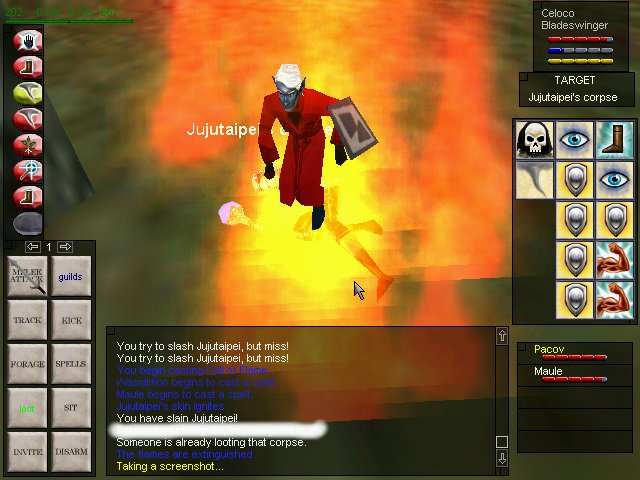 Celoco
Bladeswinger
TARGET
Jujutaipei's corpse
1
MELEE
ATTACK
guilds
TRACK
KICK
FORAGE
SPELLS
loot
SIT
INVITE
DISARM
You try to slash Jujutaipei, but miss!
You try to slash Jujutaipei, but miss!
You begin casting Call of Flame.
Wasidimoo begins to cast a spell.
Maule begins to cast a spell.
Jujutaipei's skin ignites.
You have slain Jujutaipei!
Someone is already looting that corpse.
The flames are extinguished.
Taking a screenshot...
Pacov
Maule